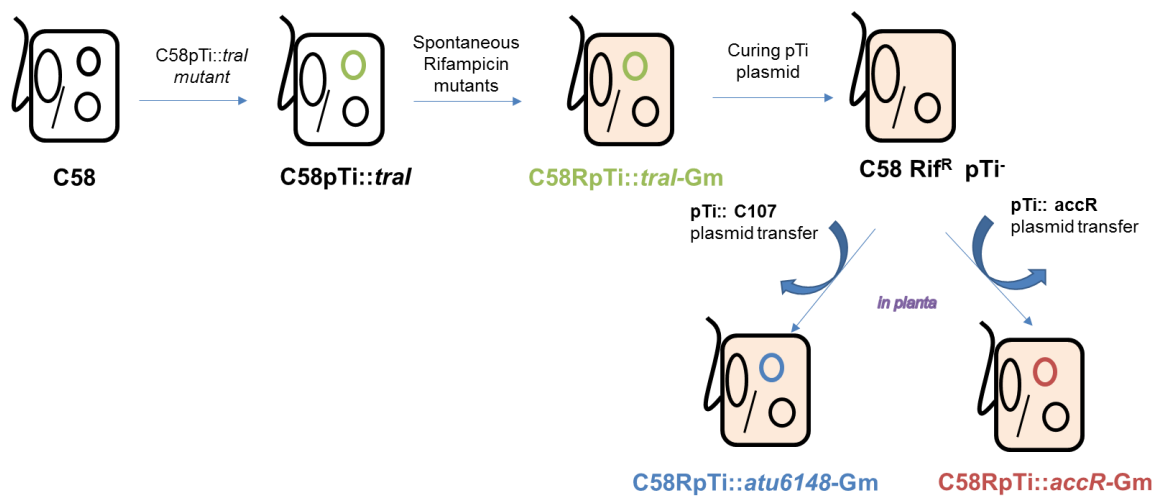 C58pTi::traI
mutant
Spontaneous
Rifampicin
mutants
Curing pTi
plasmid
C58
C58pTi::traI
C58RpTi::traI-Gm
C58 Rifᴿ pTi⁻
pTi:: C107
plasmid transfer
pTi:: accR
plasmid transfer
in planta
C58RpTi::atu6148-Gm
C58RpTi::accR-Gm